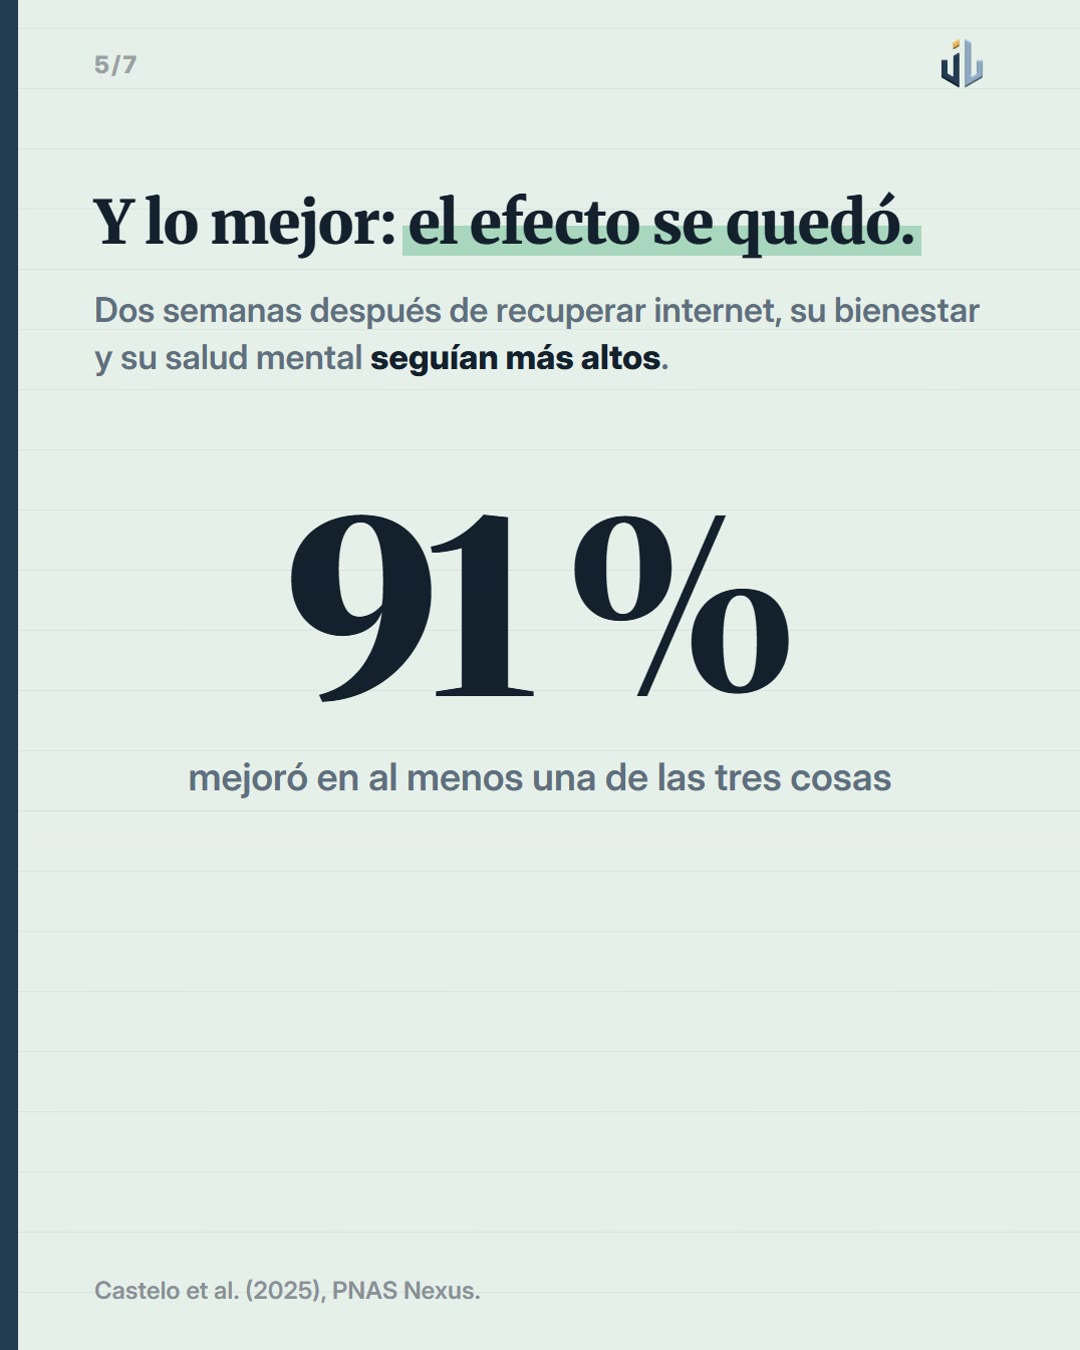 5/7
Y lo mejor: el efecto se quedó.
Dos semanas después de recuperar internet, su bienestar
y su salud mental seguían más altos.
91 %
mejoró en al menos una de las tres cosas
Castelo et al. (2025), PNAS Nexus.